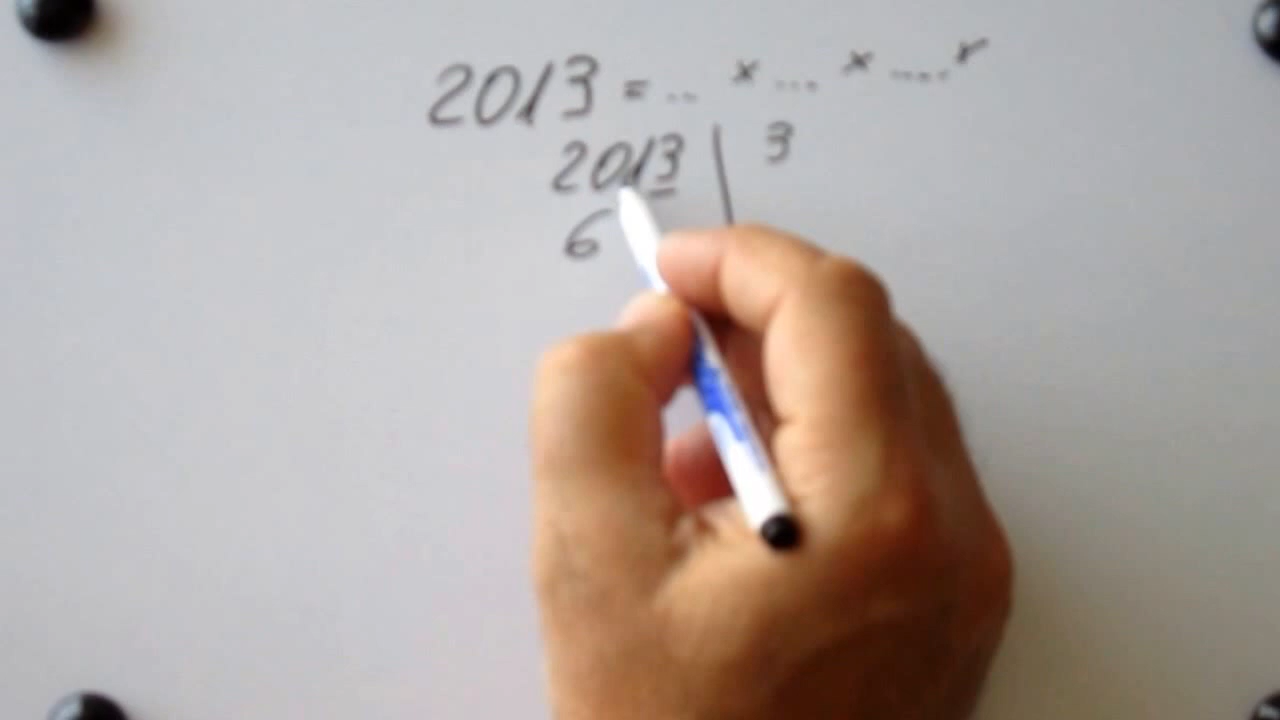 2013 = .. x ... x .... x
2013 | 3
6